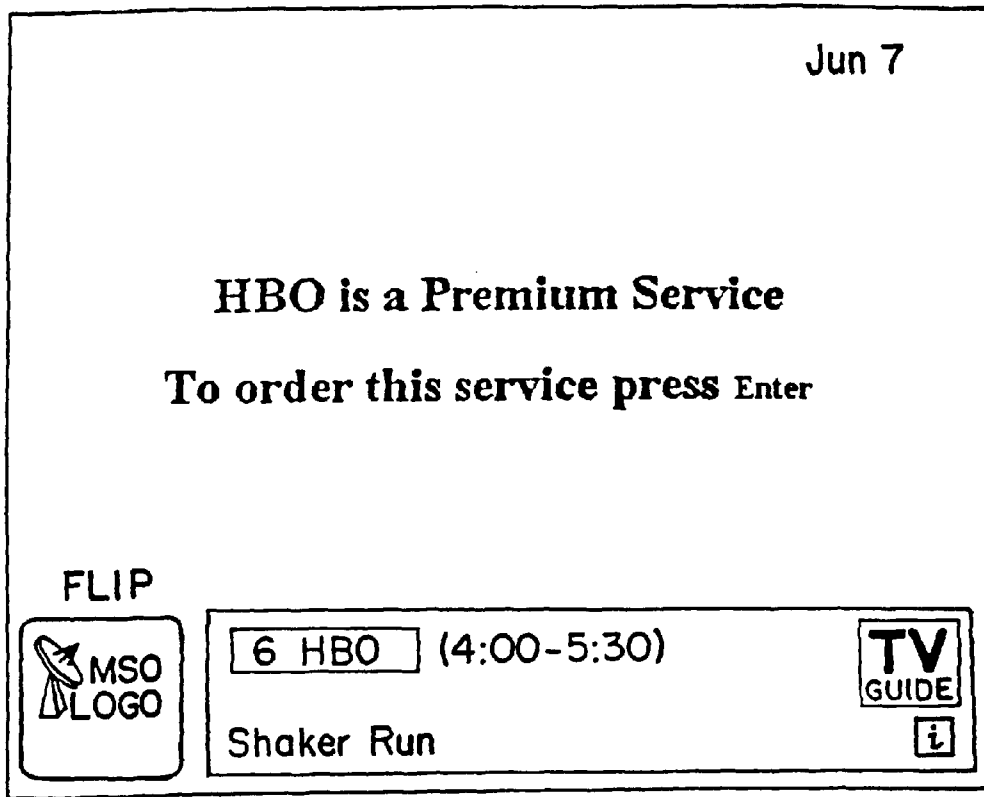 Jun 7
HBO is a Premium Service
To order this service press Enter
FLIP
MSO
LOGO
6 HBO (4:00-5:30)
TV
GUIDE
Shaker Run
i